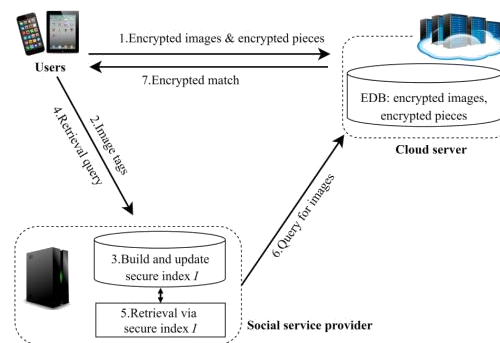 1.Encrypted images & encrypted pieces
Users
7.Encrypted match
EDB: encrypted images,
encrypted pieces
Cloud server
2.Image tags
4.Retrieval query
6.Query for images
3.Build and update
secure index I
5.Retrieval via
secure index I
Social service provider